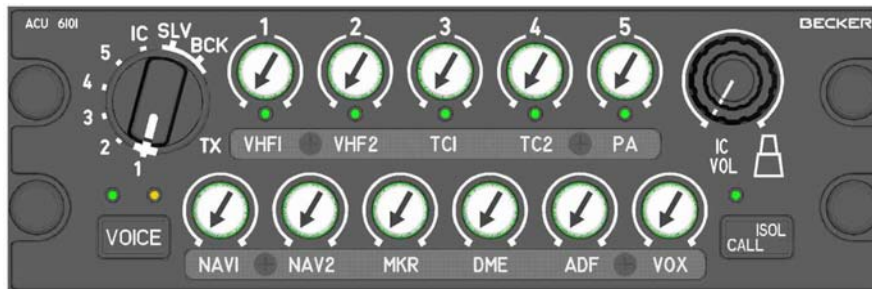 ACU 6101
BECKER
IC SLV BCK
5
4
3
2
1
TX
1 2 3 4 5
VHF1 VHF2 TC1 TC2 PA
IC
VOL
VOICE
NAV1 NAV2 MKR DME ADF VOX
ISOL
CALL